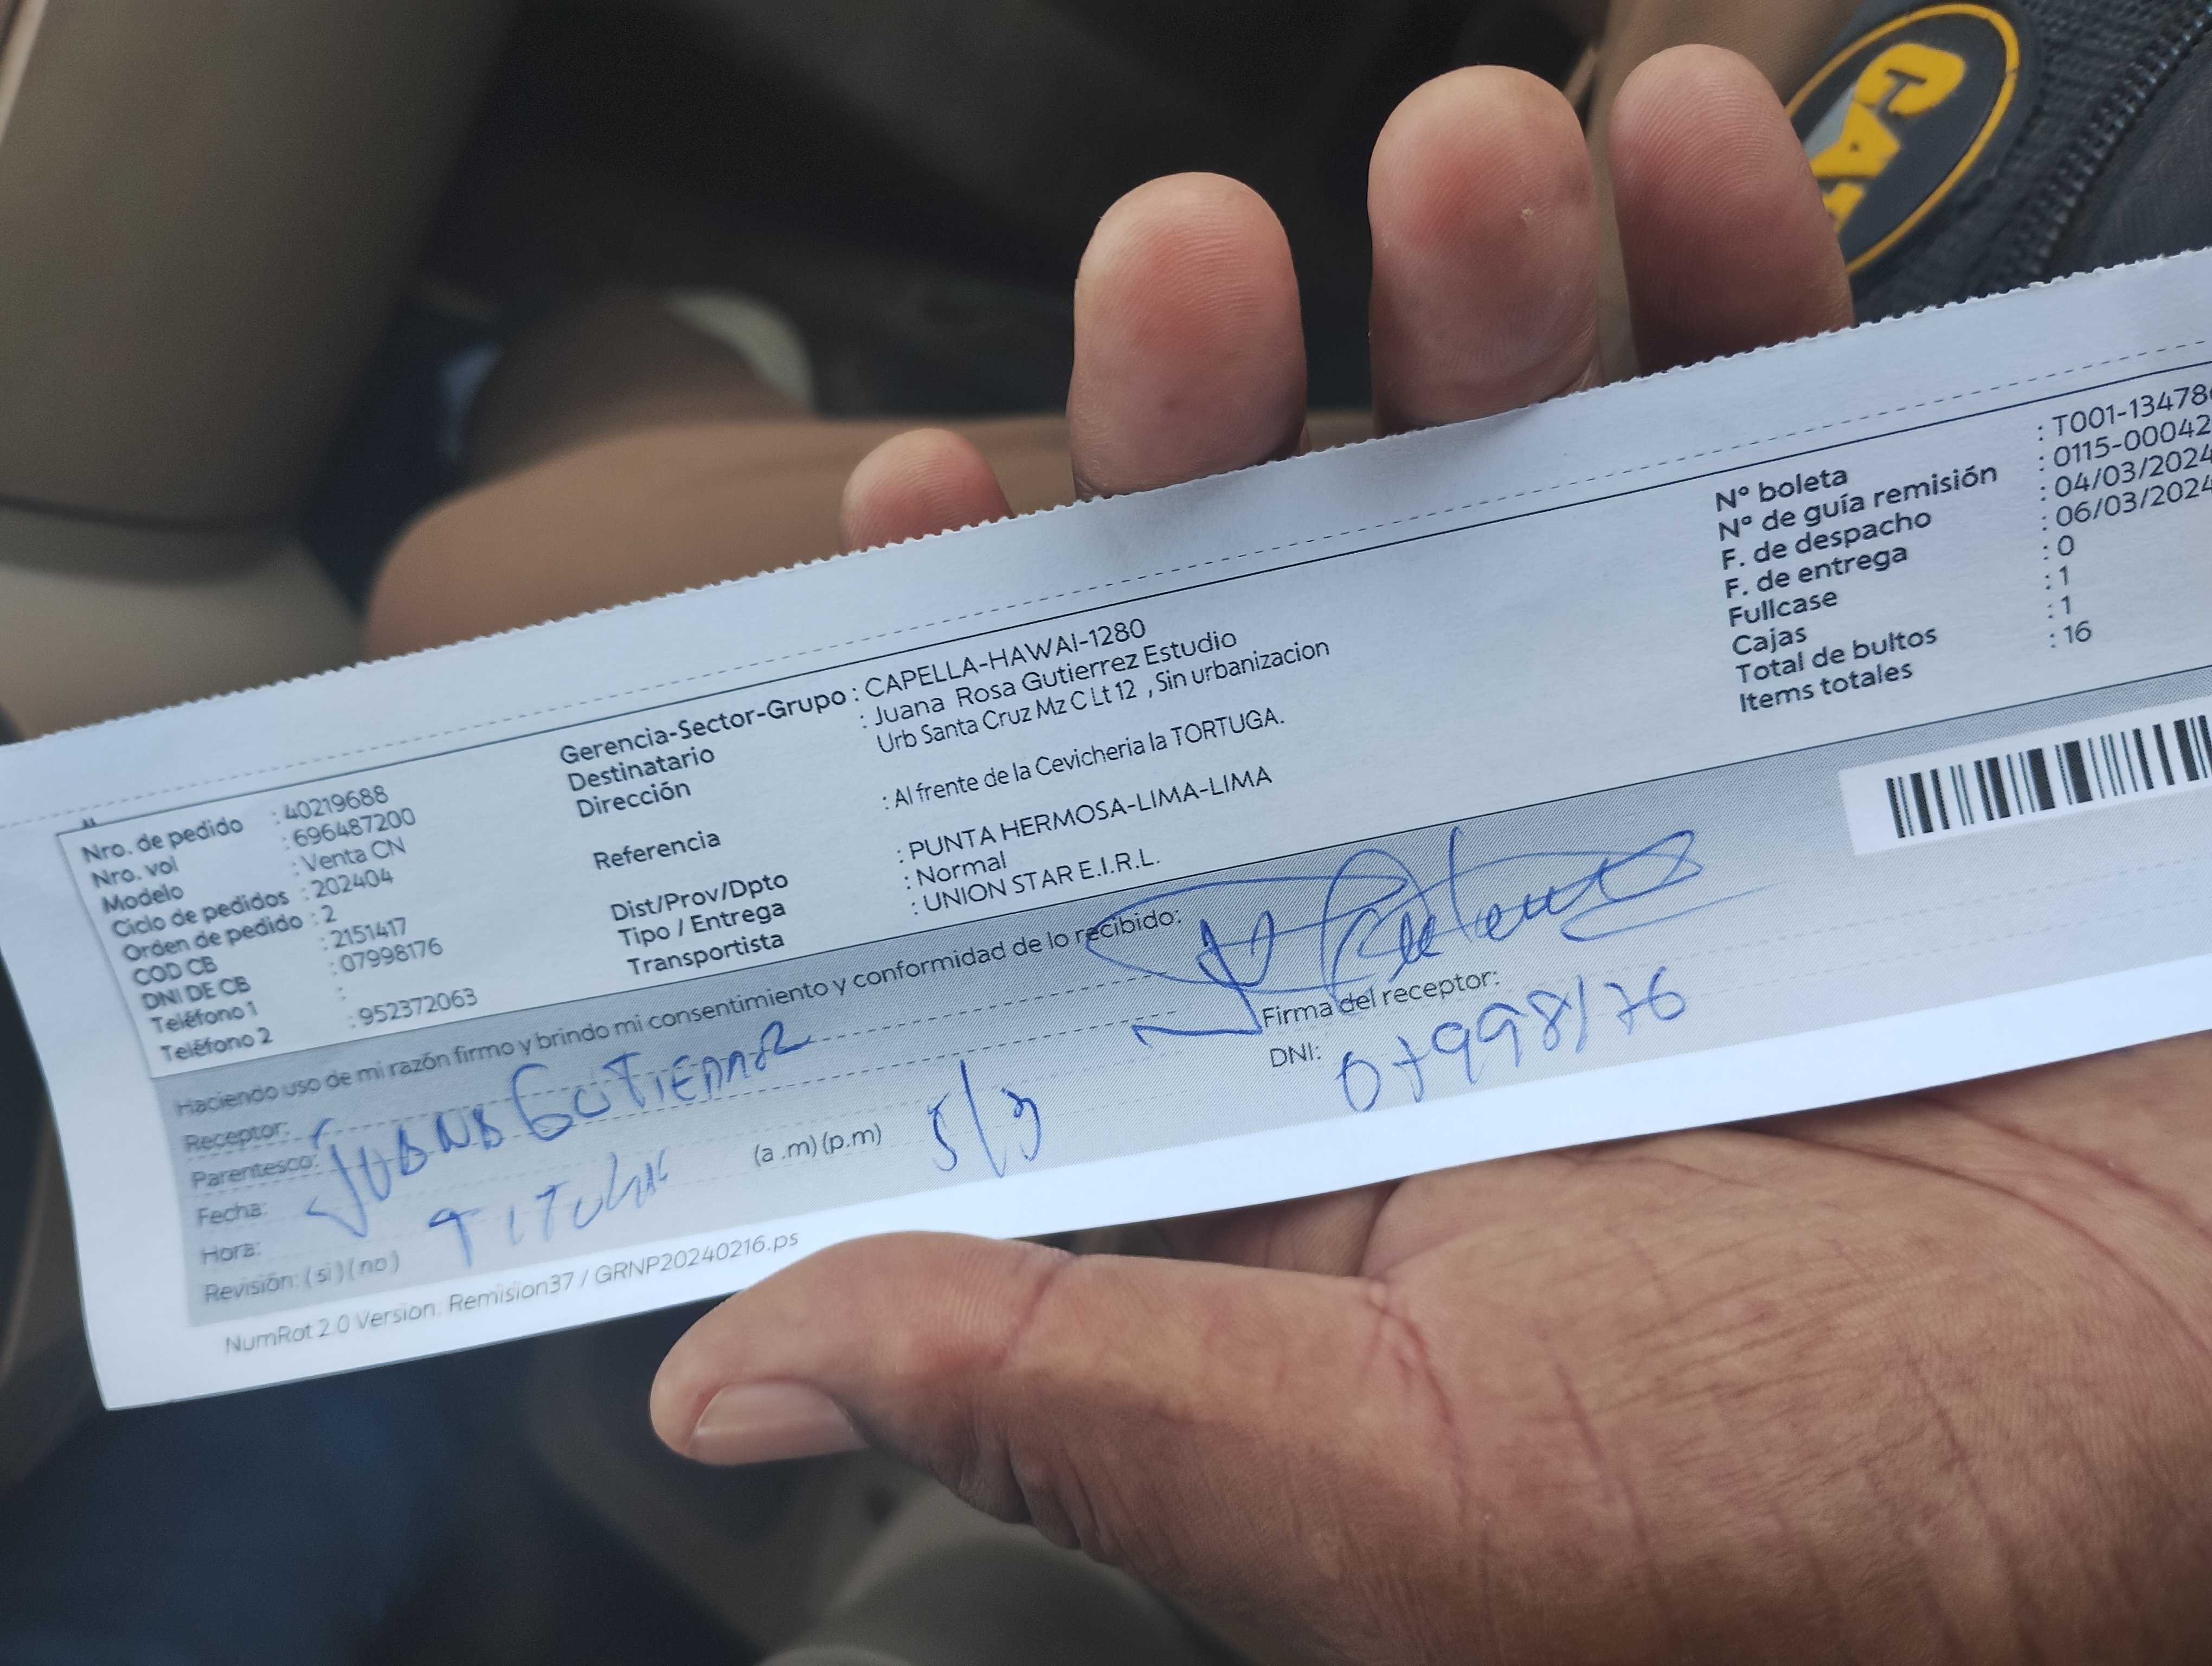 CAT
Nro. de pedido : 40219688
Nro. vol : 696487200
Modelo : Venta CN
Ciclo de pedidos : 202404
Orden de pedido : 2
COD CB : 2151417
DNI DE CB : 07998176
Teléfono 1 :
Teléfono 2 : 952372063
Gerencia-Sector-Grupo : CAPELLA-HAWAI-1280
Destinatario : Juana Rosa Gutierrez Estudio
Dirección Urb Santa Cruz Mz C Lt 12 , Sin urbanizacion
Referencia : Al frente de la Cevicheria la TORTUGA.
Dist/Prov/Dpto : PUNTA HERMOSA-LIMA-LIMA
Tipo / Entrega : Normal
Transportista : UNION STAR E.I.R.L.
N° boleta : T001-13478
N° de guía remisión : 0115-00042
F. de despacho : 04/03/2024
F. de entrega : 06/03/2024
Fullcase : 0
Cajas : 1
Total de bultos : 1
Items totales : 16
Haciendo uso de mi razón firmo y brindo mi consentimiento y conformidad de lo recibido:
Receptor: JUANA GUTIERREZ
Parentesco: TITULAR
Fecha: 5/3
Hora: (a .m) (p.m)
Revisión: ( si ) ( no )
Firma del receptor:
DNI: 07998176
NumRot 2.0 Version: Remision37 / GRNP20240216.ps